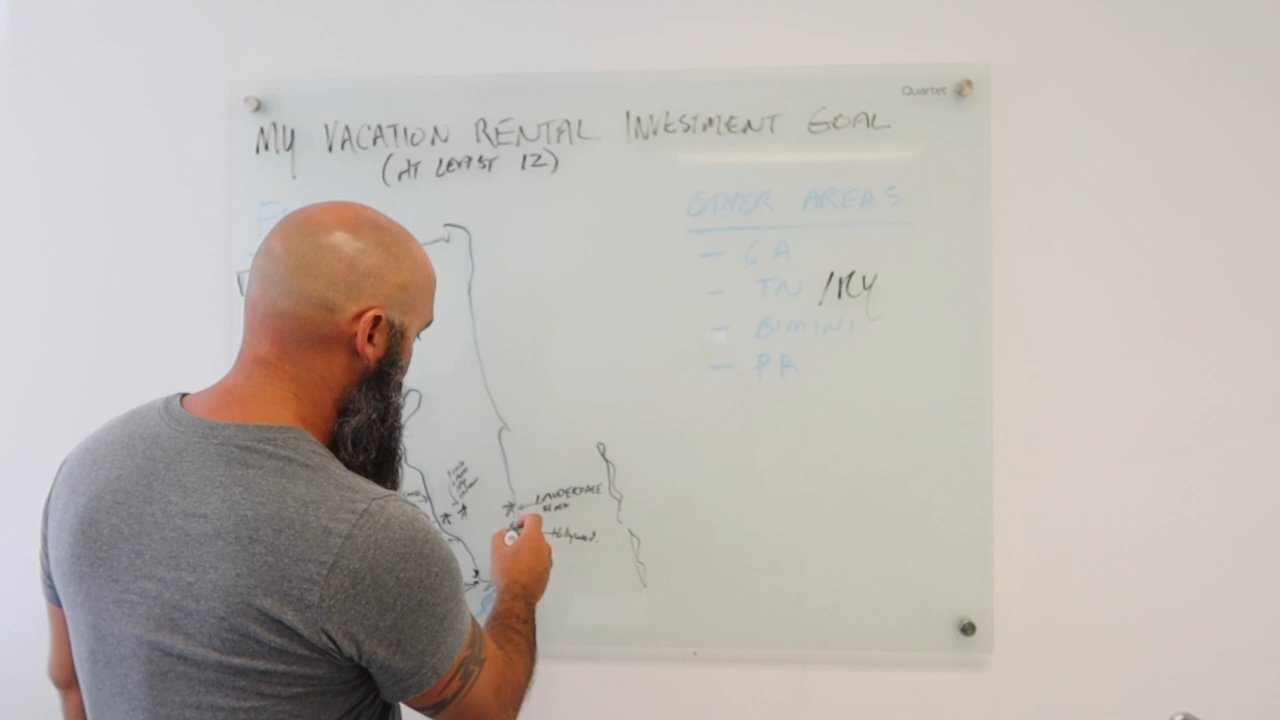 Quartet
MY VACATION RENTAL INVESTMENT GOAL
(AT LEAST 12)
OTHER AREAS
- GA
- TN /KY
- BIMINI
- PR
LAUDERDALE
Hollywood.